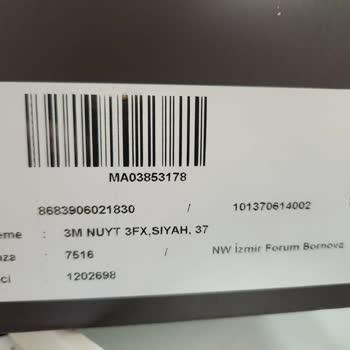 MA03853178
8683906021830 / 101370614002
eme : 3M NUYT 3FX,SIYAH, 37
aza : 7516 / NW İzmir Forum Bornova
ci : 1202698